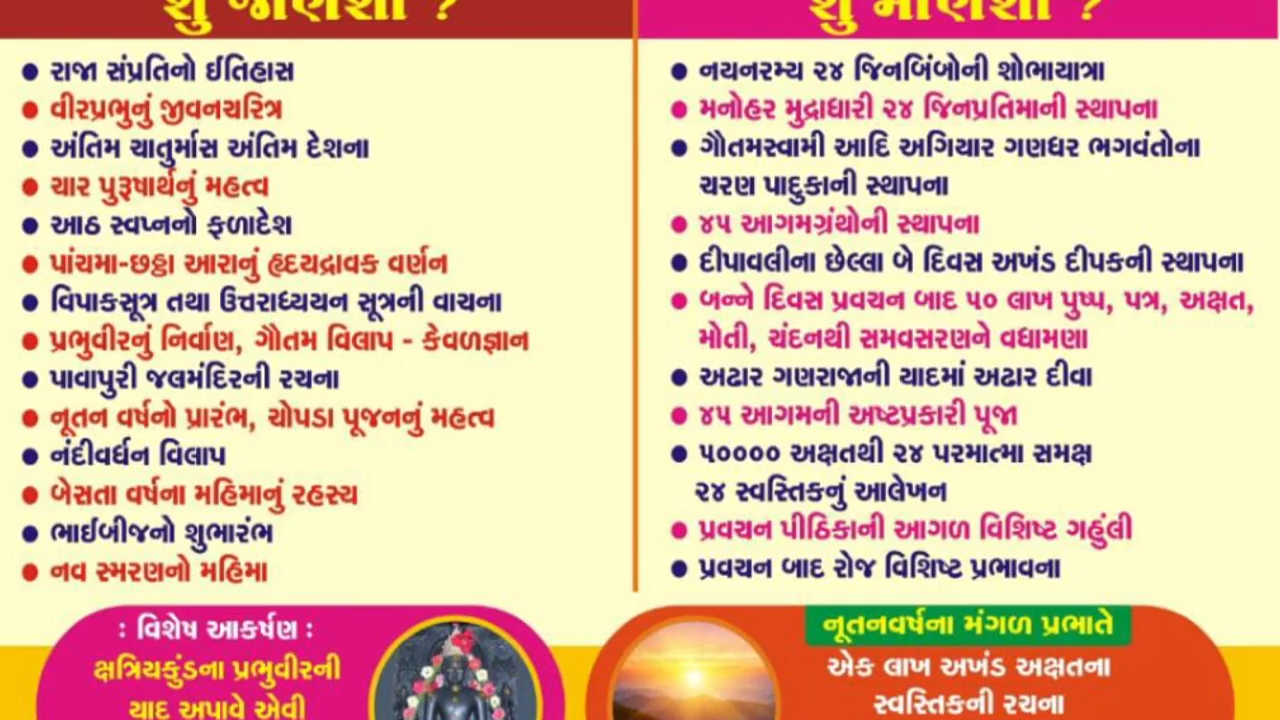 શું જાણશો ?
• રાજા સંપ્રતિનો ઈતિહાસ
• વીરપ્રભુનું જીવનચરિત્ર
• અંતિમ ચાતુર્માસ અંતિમ દેશના
• ચાર પુરૂષાર્થનું મહત્વ
• આઠ સ્વપ્નનો ફળાદેશ
• પાંચમા-છઠ્ઠા આરાનું હૃદયદ્રાવક વર્ણન
• વિપાકસૂત્ર તથા ઉત્તરાધ્યયન સૂત્રની વાચના
• પ્રભુવીરનું નિર્વાણ, ગૌતમ વિલાપ - કેવળજ્ઞાન
• પાવાપુરી જલમંદિરની રચના
• નૂતન વર્ષનો પ્રારંભ, ચોપડા પૂજનનું મહત્વ
• નંદીવર્ધન વિલાપ
• બેસતા વર્ષના મહિમાનું રહસ્ય
• ભાઈબીજનો શુભારંભ
• નવ સ્મરણનો મહિમા
શું માણશો ?
• નયનરમ્ય ૨૪ જિનબિંબોની શોભાયાત્રા
• મનોહર મુદ્રાધારી ૨૪ જિનપ્રતિમાની સ્થાપના
• ગૌતમસ્વામી આદિ અગિયાર ગણધર ભગવંતોના
ચરણ પાદુકાની સ્થાપના
• ૪૫ આગમગ્રંથોની સ્થાપના
• દીપાવલીના છેલ્લા બે દિવસ અખંડ દીપકની સ્થાપના
• બન્ને દિવસ પ્રવચન બાદ ૫૦ લાખ પુષ્પ, પત્ર, અક્ષત,
મોતી, ચંદનથી સમવસરણને વધામણા
• અઢાર ગણરાજાની યાદમાં અઢાર દીવા
• ૪૫ આગમની અષ્ટપ્રકારી પૂજા
• ૫૦૦૦૦ અક્ષતથી ૨૪ પરમાત્મા સમક્ષ
૨૪ સ્વસ્તિકનું આલેખન
• પ્રવચન પીઠિકાની આગળ વિશિષ્ટ ગહુંલી
• પ્રવચન બાદ રોજ વિશિષ્ટ પ્રભાવના
: વિશેષ આકર્ષણ :
ક્ષત્રિયકુંડના પ્રભુવીરની
યાદ અપાવે એવી
નૂતનવર્ષના મંગળ પ્રભાતે
એક લાખ અખંડ અક્ષતના
સ્વસ્તિકની રચના